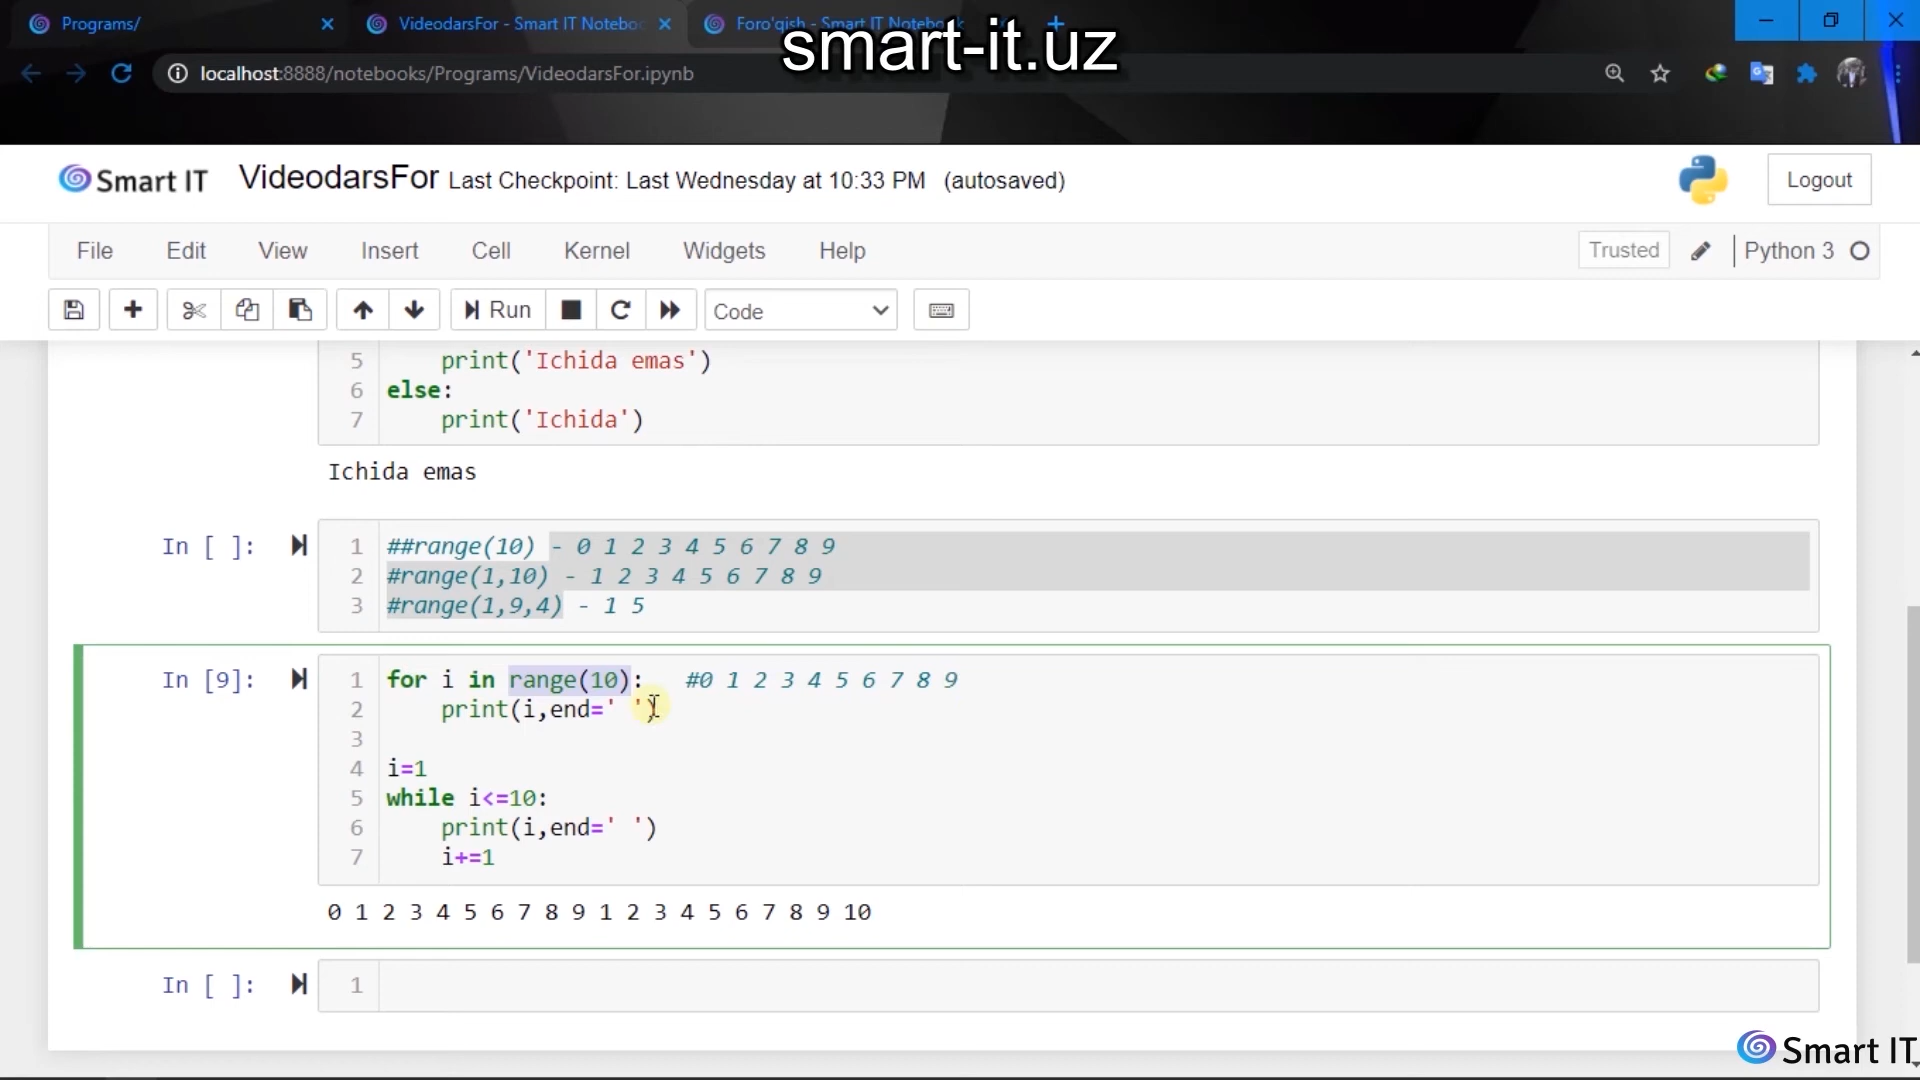 Programs/
VideodarsFor - Smart IT Notebo
Foro'qish - Smart IT Notebo
smart-it.uz
localhost:8888/notebooks/Programs/VideodarsFor.ipynb
Smart IT
VideodarsFor Last Checkpoint: Last Wednesday at 10:33 PM (autosaved)
Logout
File Edit View Insert Cell Kernel Widgets Help
Trusted
Python 3
Run
Code
5 print('Ichida emas')
6 else:
7 print('Ichida')
Ichida emas
In [ ]:
1 ##range(10) - 0 1 2 3 4 5 6 7 8 9
2 #range(1,10) - 1 2 3 4 5 6 7 8 9
3 #range(1,9,4) - 1 5
In [9]:
1 for i in range(10): #0 1 2 3 4 5 6 7 8 9
2 print(i,end=' ')
3
4 i=1
5 while i<=10:
6 print(i,end=' ')
7 i+=1
0 1 2 3 4 5 6 7 8 9 1 2 3 4 5 6 7 8 9 10
In [ ]:
1
Smart IT